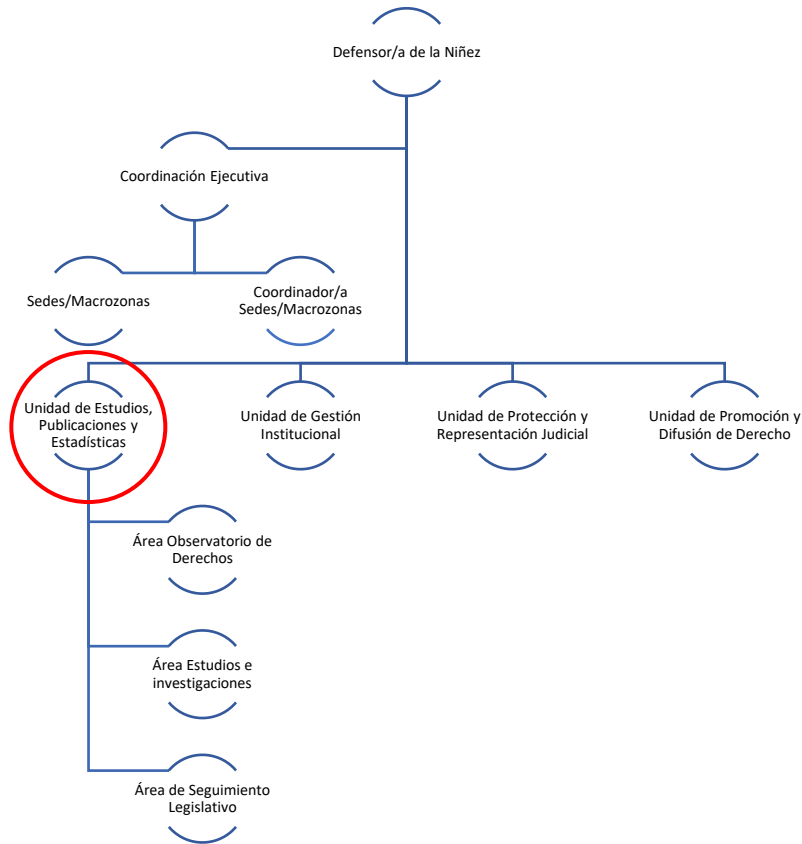 Defensor/a de la Niñez
Coordinación Ejecutiva
Sedes/Macrozonas
Coordinador/a
Sedes/Macrozonas
Unidad de Estudios,
Publicaciones y
Estadísticas
Unidad de Gestión
Institucional
Unidad de Protección y
Representación Judicial
Unidad de Promoción y
Difusión de Derecho
Área Observatorio de
Derechos
Área Estudios e
investigaciones
Área de Seguimiento
Legislativo